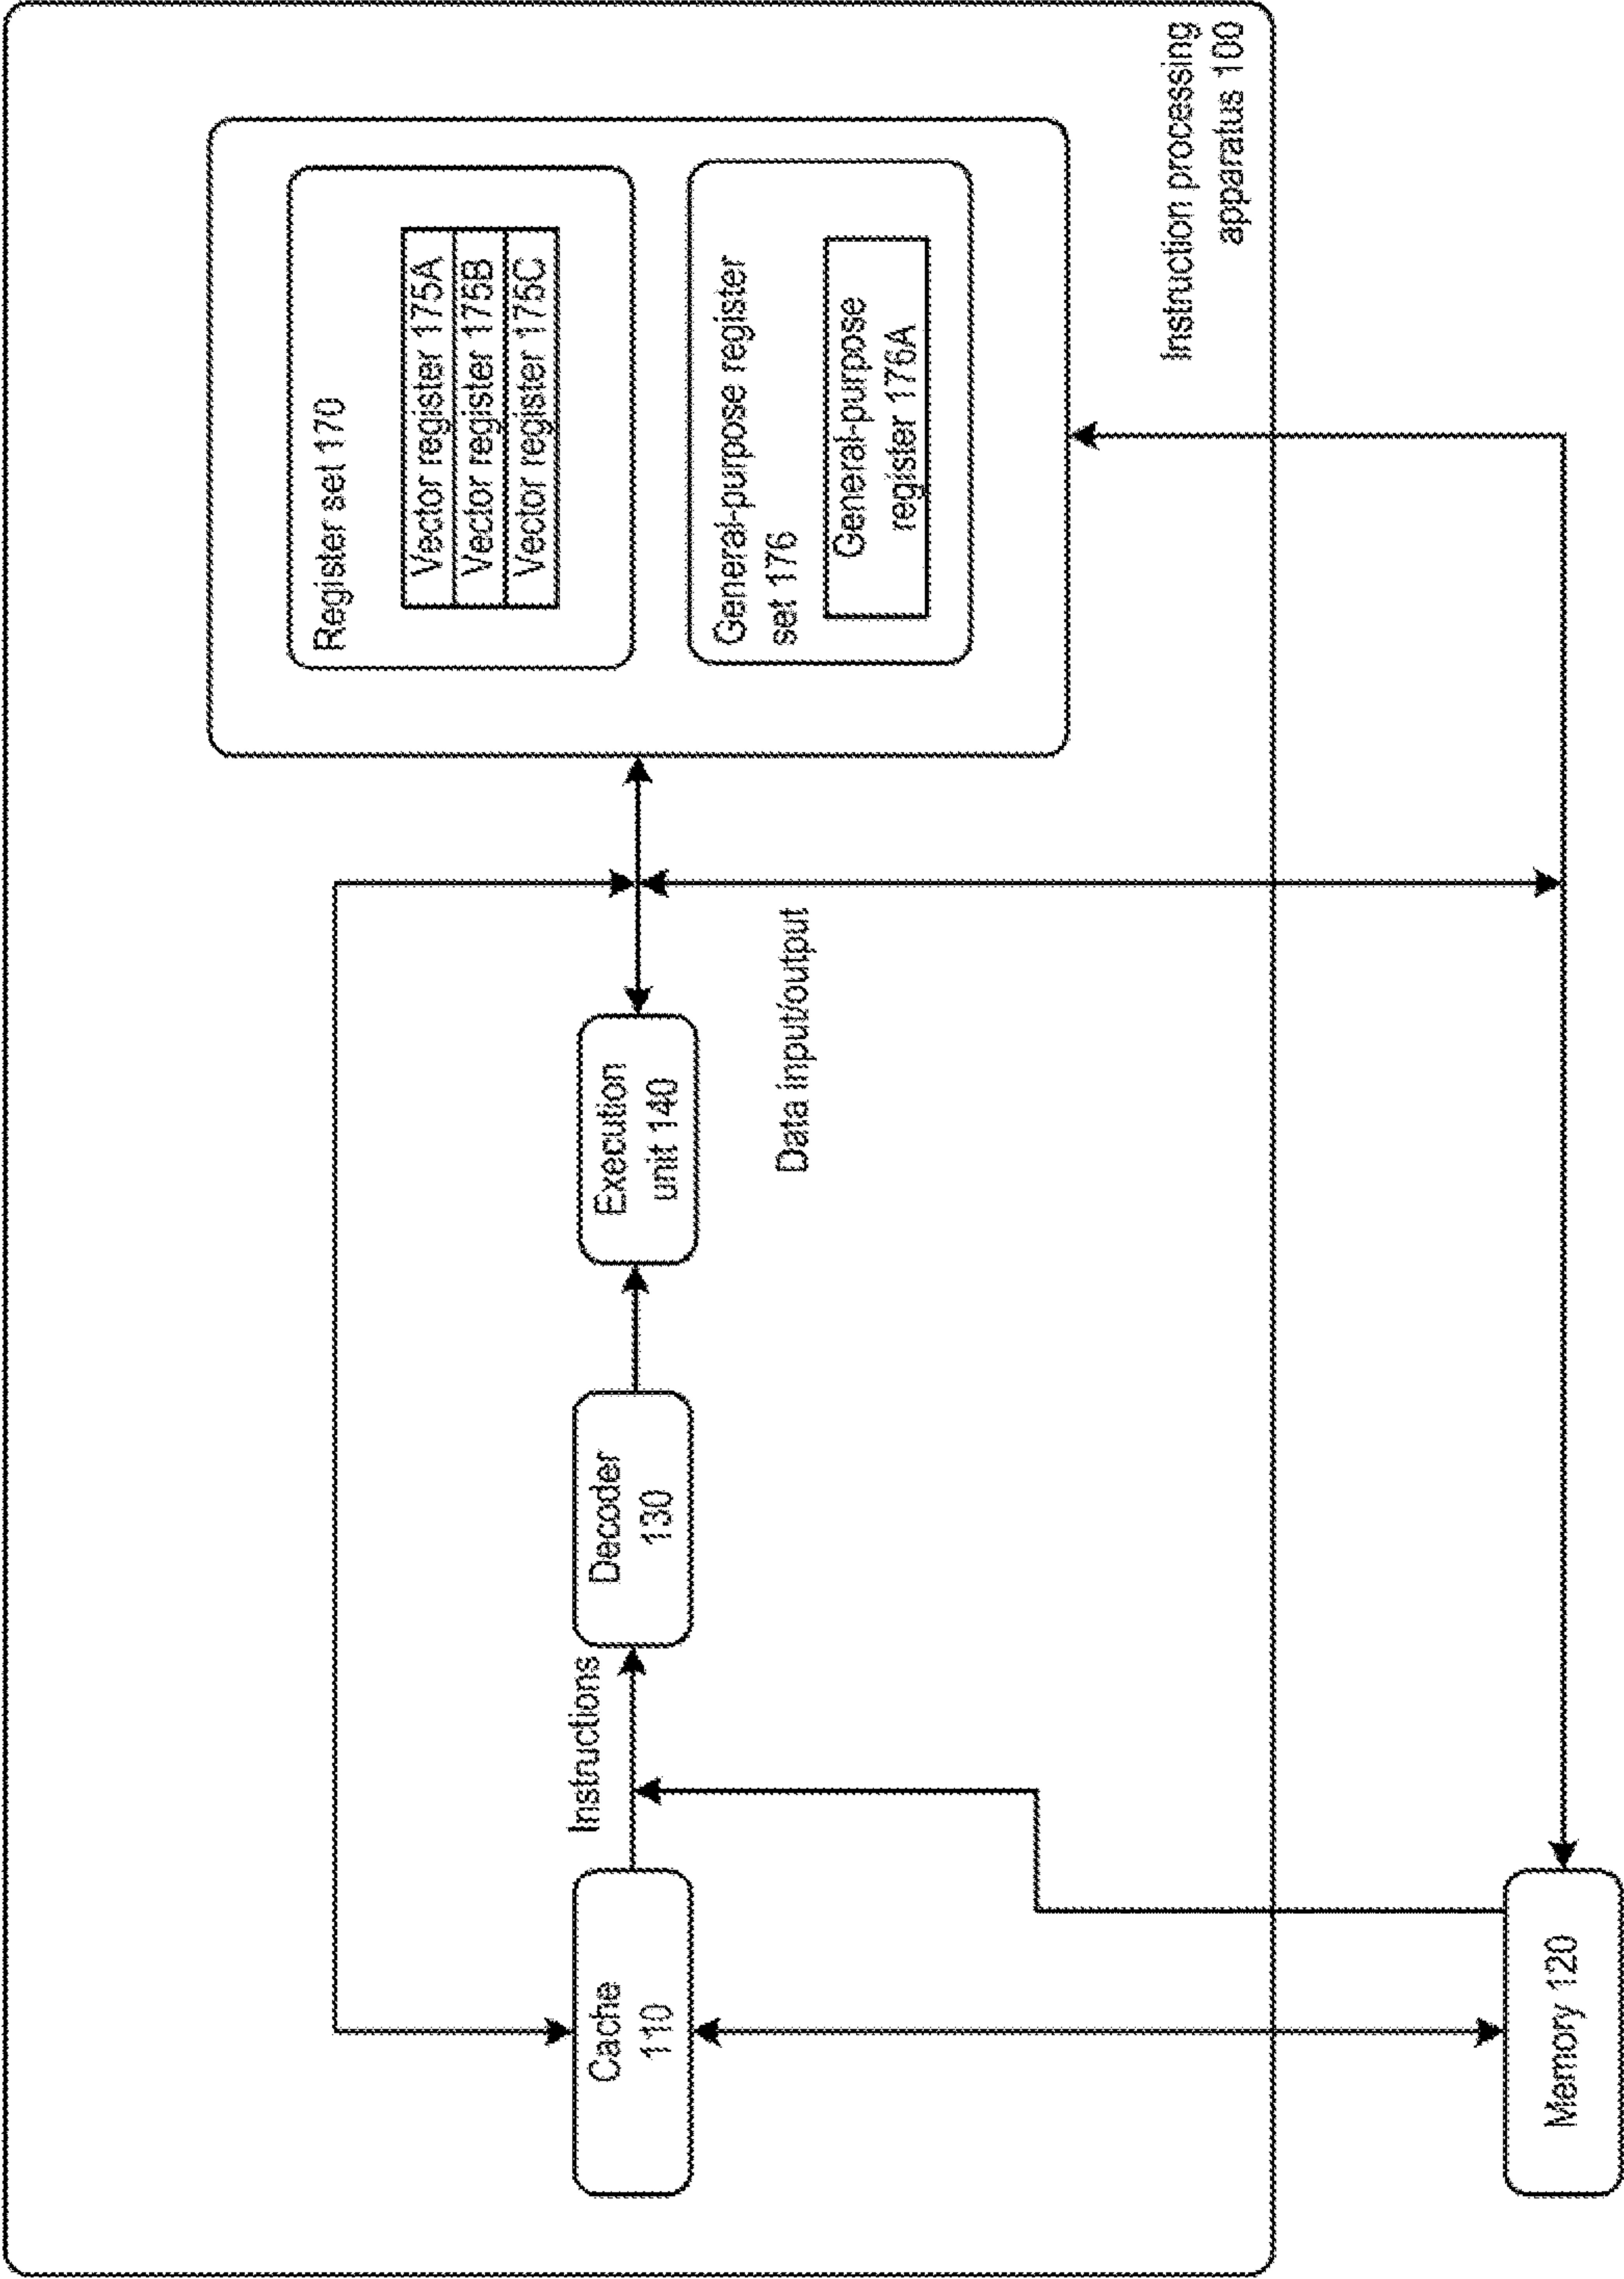 Register set 170
Vector register 175A
Vector register 175B
Vector register 175C
General-purpose register
set 176
General-purpose
register 176A
Cache
110
Instructions
Decoder
130
Execution
unit 140
Data input/output
Instruction processing
apparatus 100
Memory 120